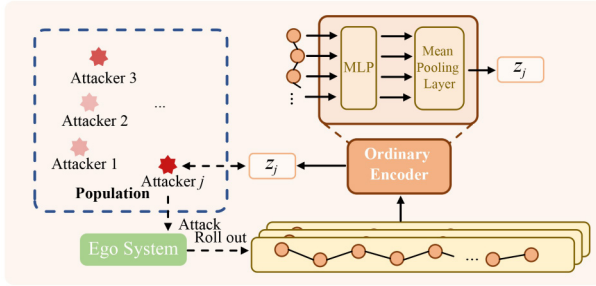 Attacker 3
Attacker 2
...
Attacker 1
Attacker j
Population
Attack
Ego System
Roll out
z_j
Ordinary
Encoder
MLP
Mean
Pooling
Layer
z_j
...
...